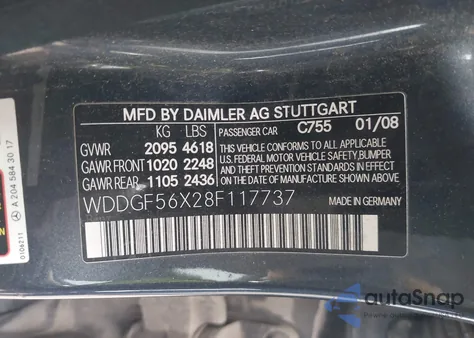 MFD BY DAIMLER AG STUTTGART
KG LBS PASSENGER CAR C755 01/08
GVWR 2095 4618
GAWR FRONT 1020 2248
GAWR REAR 1105 2436
THIS VEHICLE CONFORMS TO ALL APPLICABLE
U.S. FEDERAL MOTOR VEHICLE SAFETY, BUMPER
AND THEFT PREVENTION STANDARDS IN EFFECT
ON THE DATE OF MANUFACTURE SHOWN ABOVE.
WDDGF56X28F117737 MADE IN GERMANY
A 204 584 30 17
0106211
autoSnap